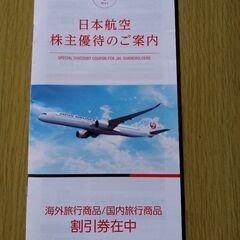 日本航空
株主優待のご案内
SPECIAL DISCOUNT COUPON FOR JAL SHAREHOLDERS
海外旅行商品/国内旅行商品
割引券在中